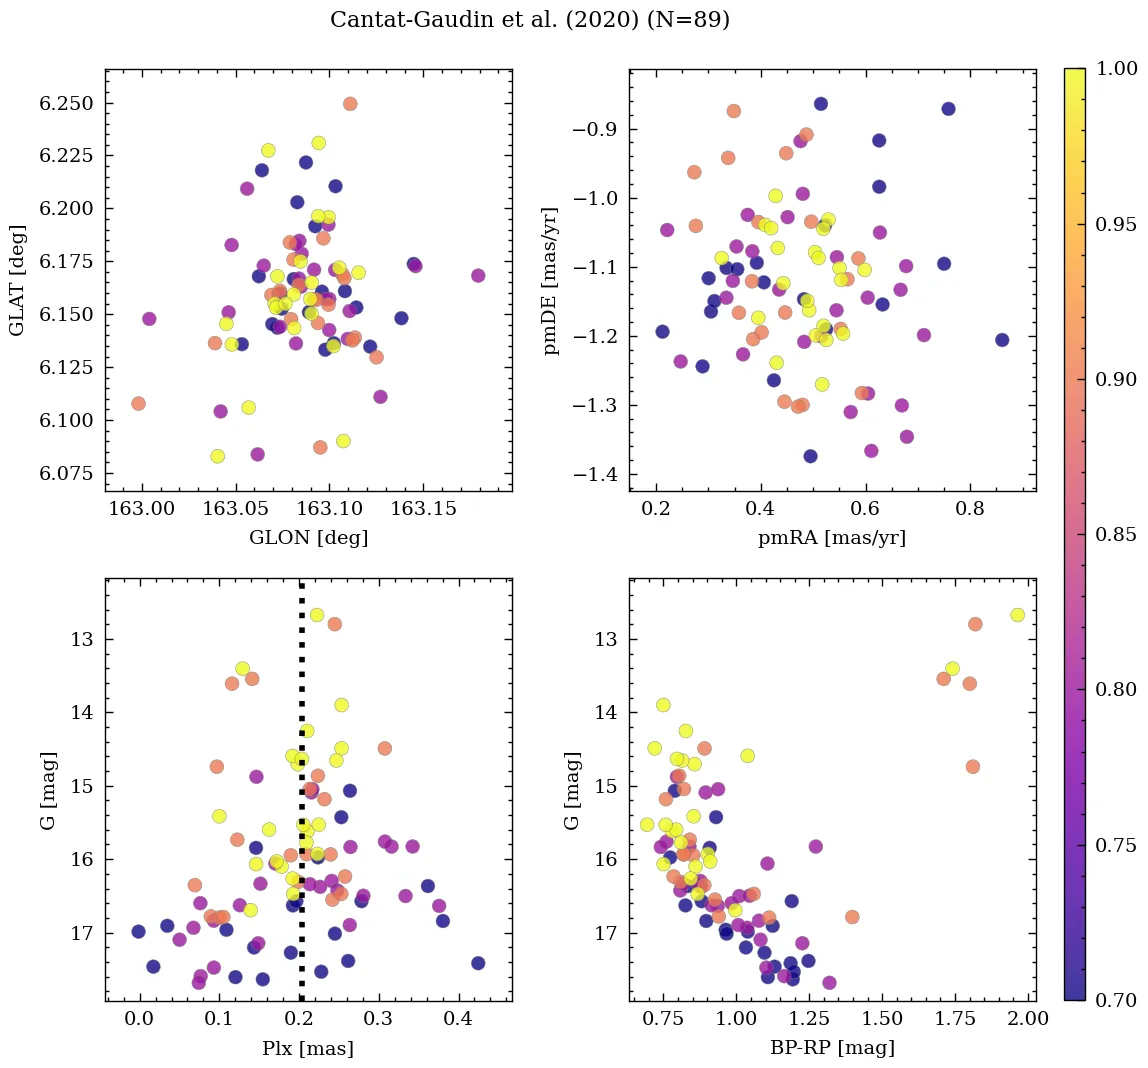 Cantat-Gaudin et al. (2020) (N=89)
6.250
6.225
6.200
6.175
6.150
6.125
6.100
6.075
GLAT [deg]
163.00 163.05 163.10 163.15
GLON [deg]
−0.9
−1.0
−1.1
−1.2
−1.3
−1.4
pmDE [mas/yr]
0.2 0.4 0.6 0.8
pmRA [mas/yr]
13
14
15
16
17
G [mag]
0.0 0.1 0.2 0.3 0.4
Plx [mas]
13
14
15
16
17
G [mag]
0.75 1.00 1.25 1.50 1.75 2.00
BP-RP [mag]
1.00
0.95
0.90
0.85
0.80
0.75
0.70